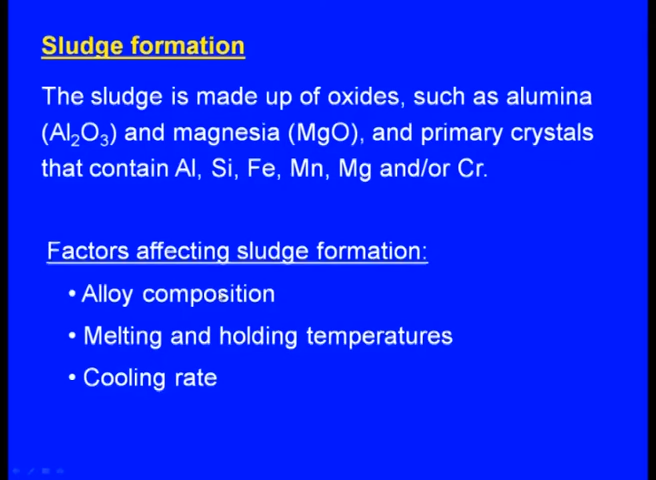 Sludge formation
The sludge is made up of oxides, such as alumina
(Al₂O₃) and magnesia (MgO), and primary crystals
that contain Al, Si, Fe, Mn, Mg and/or Cr.
Factors affecting sludge formation:
• Alloy composition
• Melting and holding temperatures
• Cooling rate